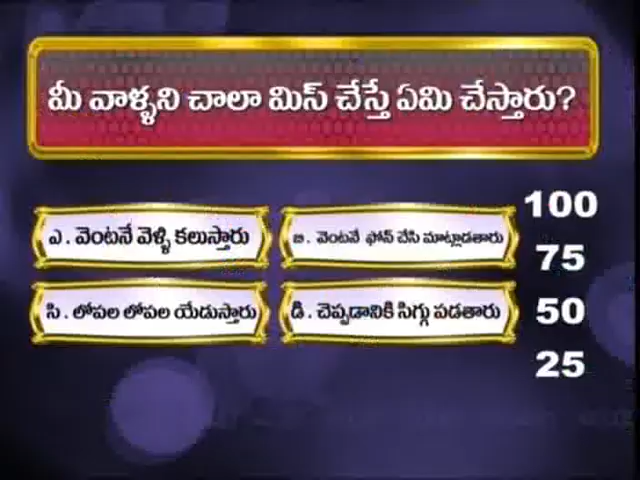 మీ వాళ్ళని చాలా మిస్ చేస్తే ఏమి చేస్తారు?
ఎ . వెంటనే వెళ్ళి కలుస్తారు
బి . వెంటనే ఫోన్ చేసి మాట్లాడతారు
సి . లోపల లోపల యేడుస్తారు
డి . చెప్పడానికి సిగ్గు పడతారు
100
75
50
25